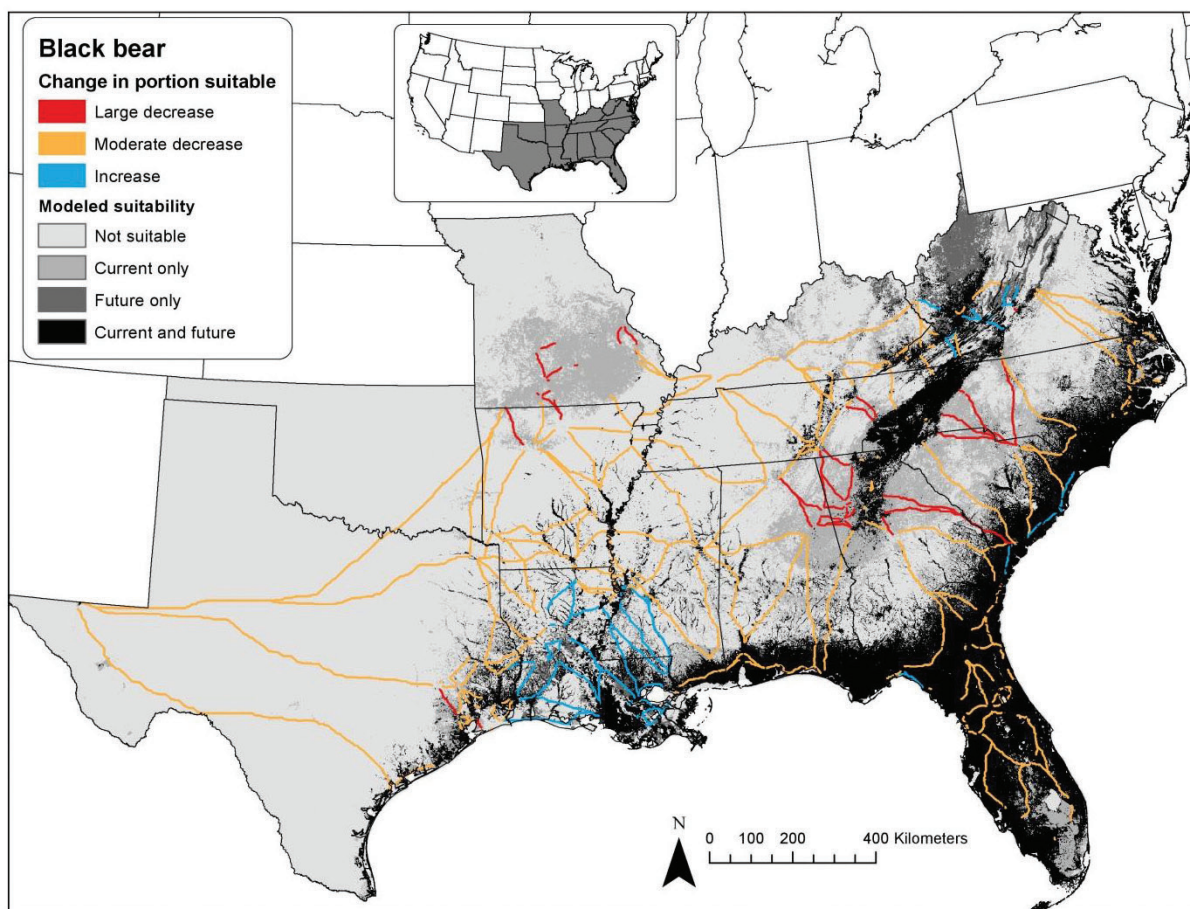 Black bear
Change in portion suitable
Large decrease
Moderate decrease
Increase
Modeled suitability
Not suitable
Current only
Future only
Current and future
N
0 100 200 400 Kilometers